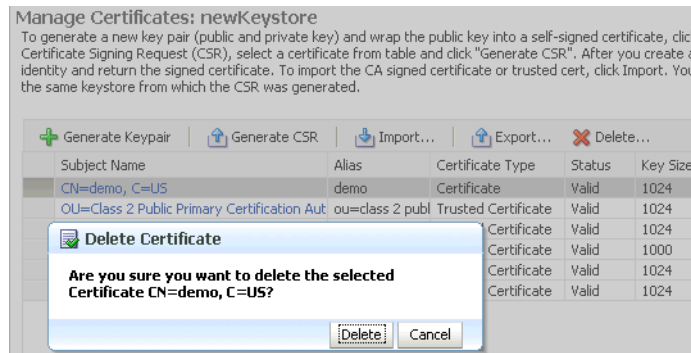 Manage Certificates: newKeystore
To generate a new key pair (public and private key) and wrap the public key into a self-signed certificate, clic
Certificate Signing Request (CSR), select a certificate from table and click "Generate CSR". After you create a
identity and return the signed certificate. To import the CA signed certificate or trusted cert, click Import. You
the same keystore from which the CSR was generated.
Generate Keypair Generate CSR Import... Export... Delete...
Subject Name Alias Certificate Type Status Key Size
CN=demo, C=US demo Certificate Valid 1024
OU=Class 2 Public Primary Certification Aut ou=class 2 publ Trusted Certificate Valid 1024
Certificate Valid 1024
Certificate Valid 1000
Certificate Valid 1024
Certificate Valid 1024
Delete Certificate
Are you sure you want to delete the selected
Certificate CN=demo, C=US?
Delete Cancel